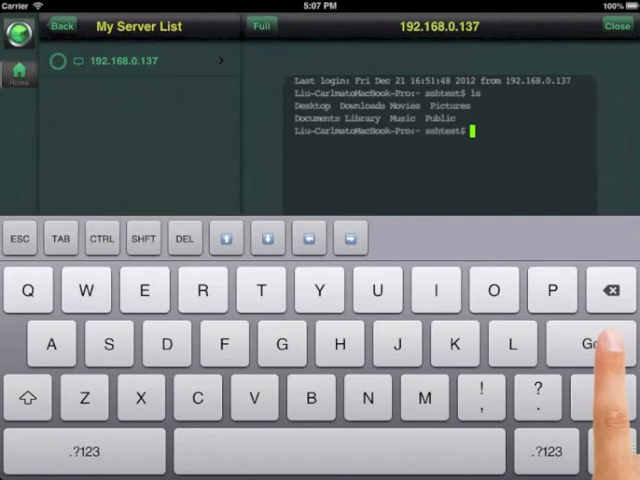 Carrier 5:07 PM 100%
Back My Server List Full 192.168.0.137 Close
192.168.0.137
Home
Last login: Fri Dec 21 16:51:48 2012 from 192.168.0.137
Liu-CarlmatoMacBook-Pro:~ sshtest$ ls
Desktop Downloads Movies Pictures
Documents Library Music Public
Liu-CarlmatoMacBook-Pro:~ sshtest$
ESC TAB CTRL SHFT DEL
Q W E R T Y U I O P
A S D F G H J K L
Z X C V B N M ! , ? .
.?123 .?123